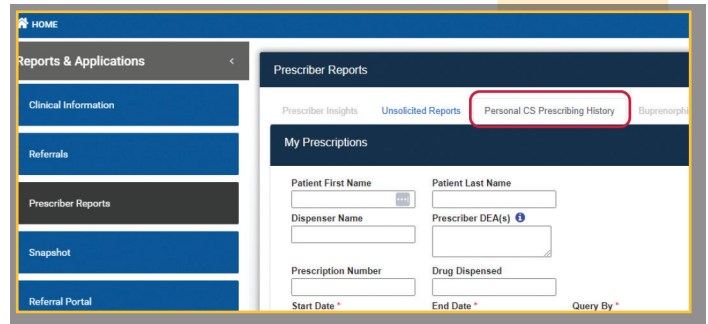 HOME
Reports & Applications <
Clinical Information
Referrals
Prescriber Reports
Snapshot
Referral Portal
Prescriber Reports
Prescriber Insights Unsolicited Reports Personal CS Prescribing History
My Prescriptions
Patient First Name Patient Last Name
Dispenser Name Prescriber DEA(s)
Prescription Number Drug Dispensed
Start Date * End Date * Query By *